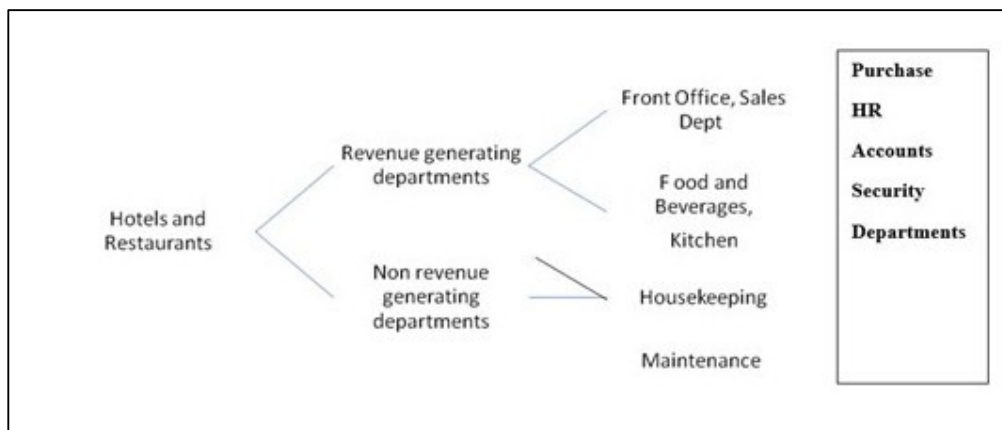 Hotels and
Restaurants
Revenue generating
departments
Non revenue
generating
departments
Front Office, Sales
Dept
F ood and
Beverages,
Kitchen
Housekeeping
Maintenance
Purchase
HR
Accounts
Security
Departments